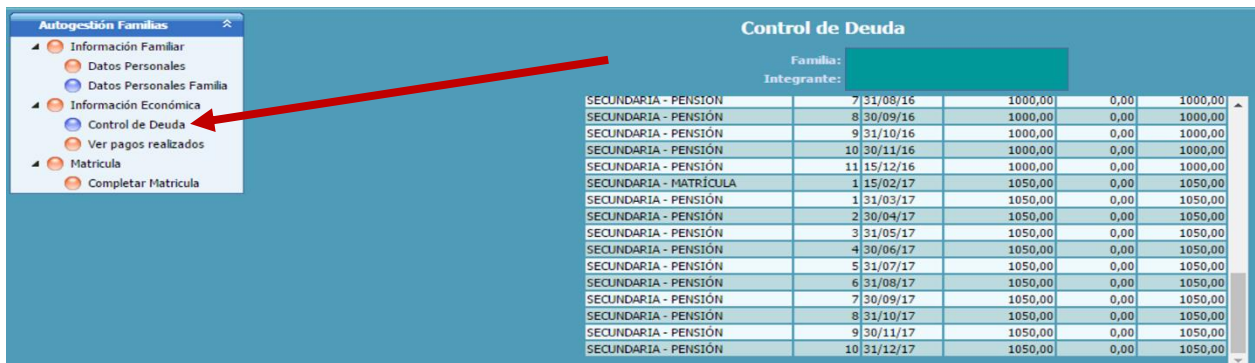 Autogestión Familias
Información Familiar
Datos Personales
Datos Personales Familia
Información Económica
Control de Deuda
Ver pagos realizados
Matricula
Completar Matricula
Control de Deuda
Familia:
Integrante:
SECUNDARIA - PENSIÓN 7 31/08/16 1000,00 0,00 1000,00
SECUNDARIA - PENSIÓN 8 30/09/16 1000,00 0,00 1000,00
SECUNDARIA - PENSIÓN 9 31/10/16 1000,00 0,00 1000,00
SECUNDARIA - PENSIÓN 10 30/11/16 1000,00 0,00 1000,00
SECUNDARIA - PENSIÓN 11 15/12/16 1000,00 0,00 1000,00
SECUNDARIA - MATRÍCULA 1 15/02/17 1050,00 0,00 1050,00
SECUNDARIA - PENSIÓN 1 31/03/17 1050,00 0,00 1050,00
SECUNDARIA - PENSIÓN 2 30/04/17 1050,00 0,00 1050,00
SECUNDARIA - PENSIÓN 3 31/05/17 1050,00 0,00 1050,00
SECUNDARIA - PENSIÓN 4 30/06/17 1050,00 0,00 1050,00
SECUNDARIA - PENSIÓN 5 31/07/17 1050,00 0,00 1050,00
SECUNDARIA - PENSIÓN 6 31/08/17 1050,00 0,00 1050,00
SECUNDARIA - PENSIÓN 7 30/09/17 1050,00 0,00 1050,00
SECUNDARIA - PENSIÓN 8 31/10/17 1050,00 0,00 1050,00
SECUNDARIA - PENSIÓN 9 30/11/17 1050,00 0,00 1050,00
SECUNDARIA - PENSIÓN 10 31/12/17 1050,00 0,00 1050,00